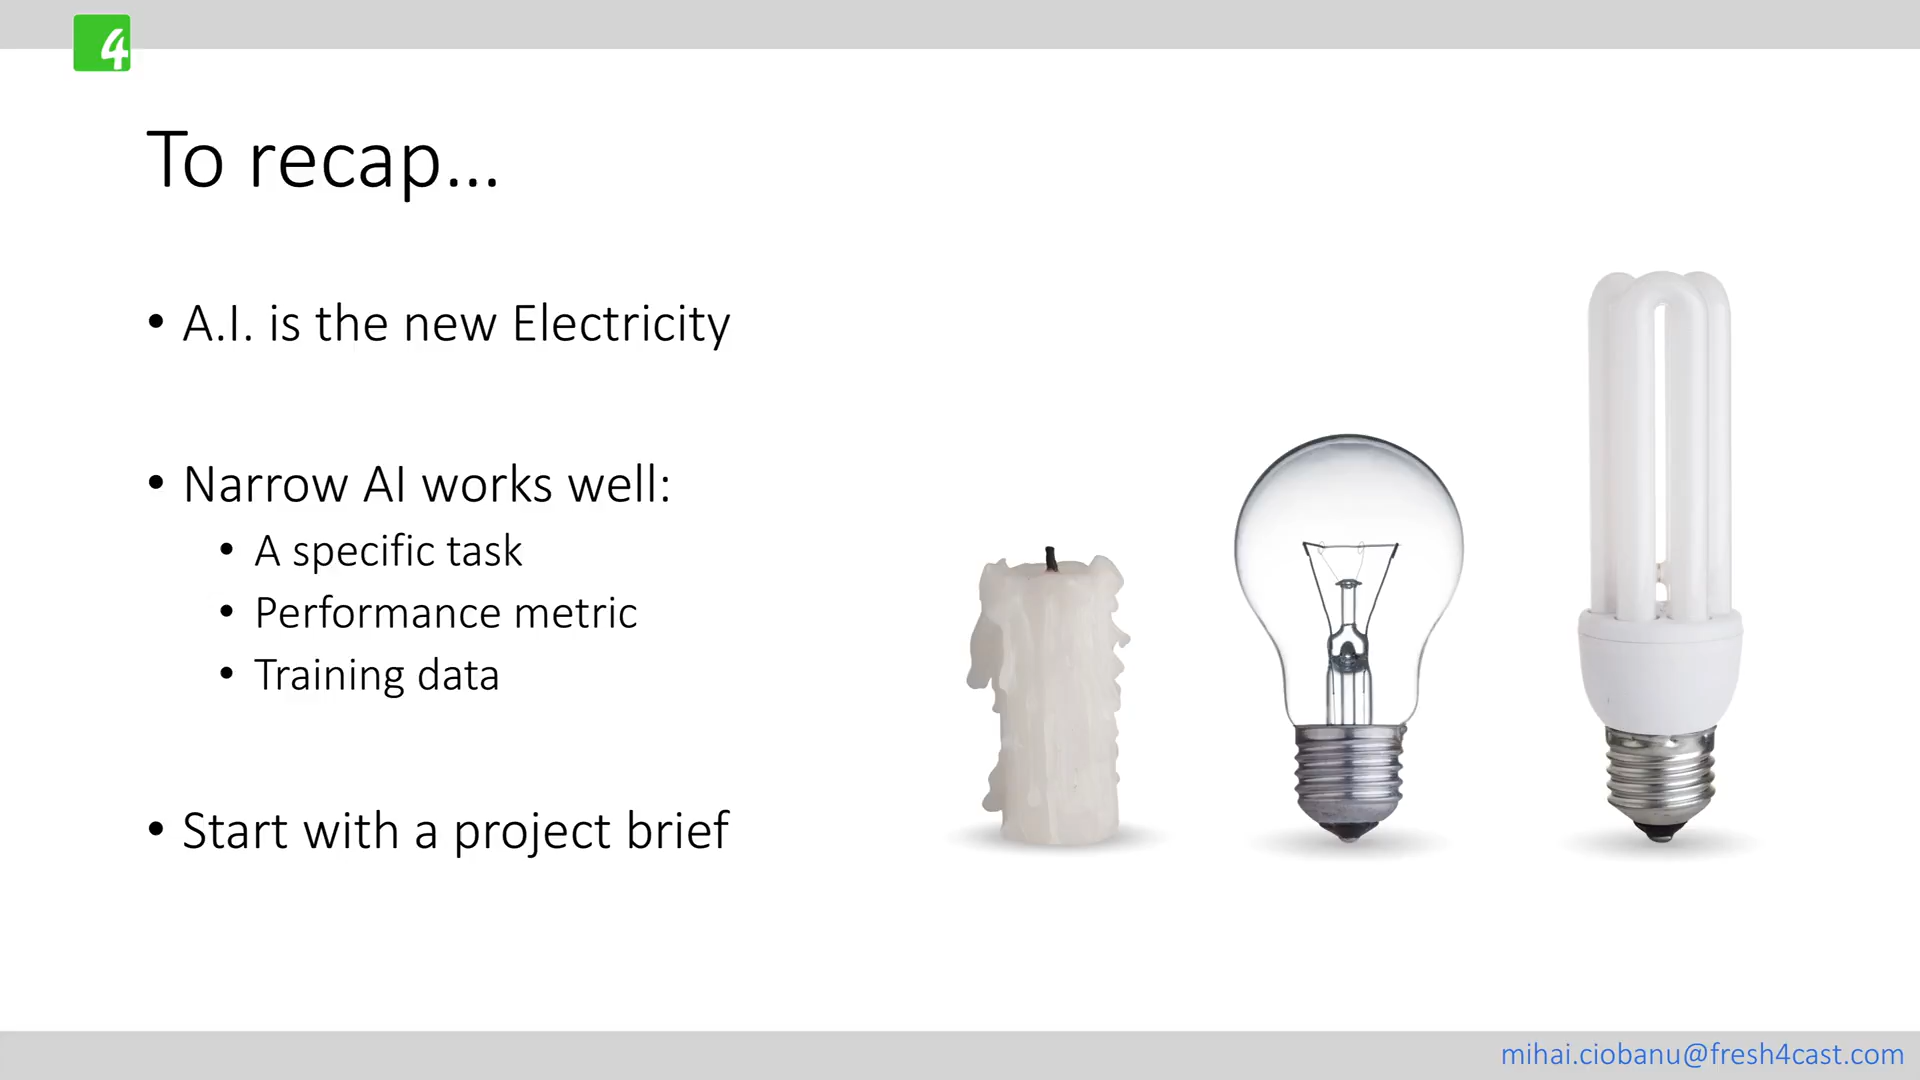 4
To recap...
• A.I. is the new Electricity
• Narrow AI works well:
• A specific task
• Performance metric
• Training data
• Start with a project brief
mihai.ciobanu@fresh4cast.com